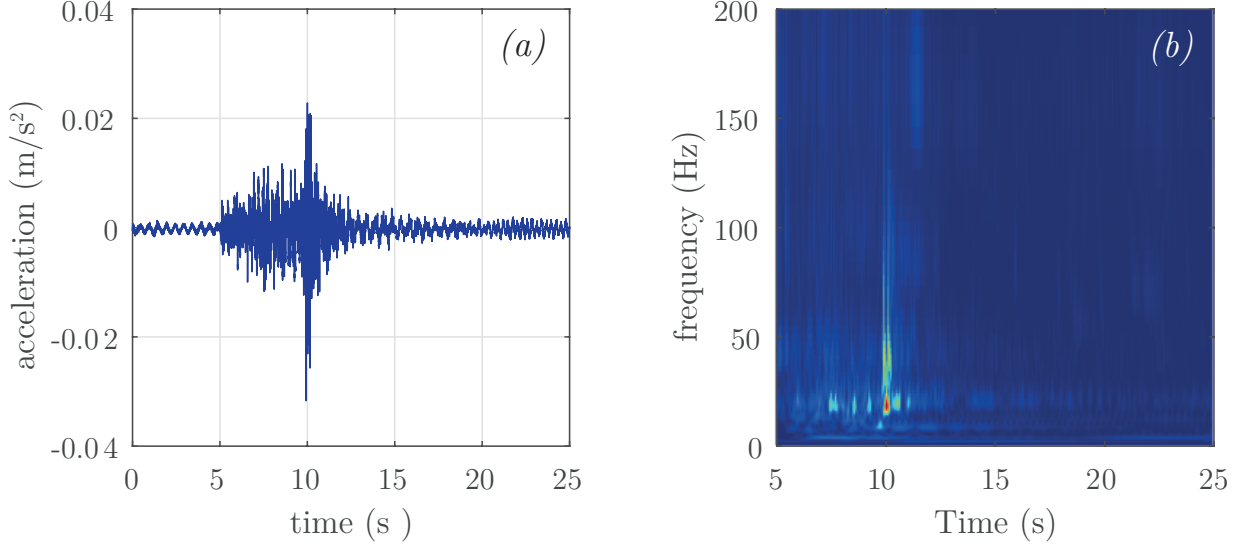 0.04
0.02
0
-0.02
-0.04
acceleration (m/s²)
(a)
0 5 10 15 20 25
time (s )
200
150
100
50
0
frequency (Hz)
(b)
5 10 15 20 25
Time (s)